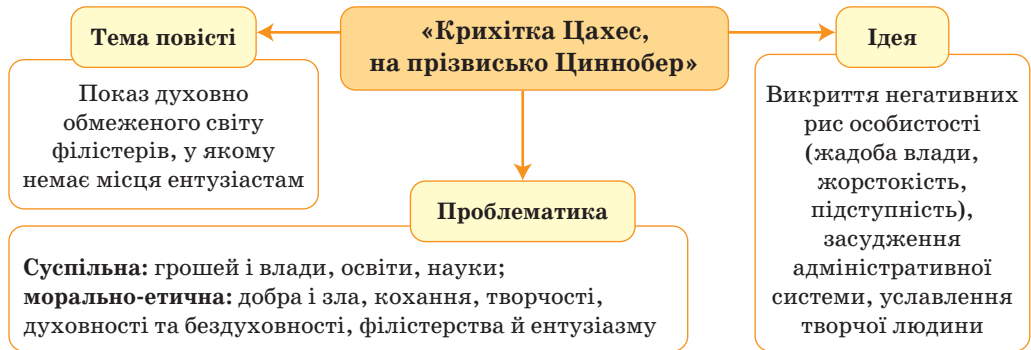 «Крихітка Цахес,
на прізвисько Циннобер»
Тема повісті
Показ духовно
обмеженого світу
філістерів, у якому
немає місця ентузіастам
Проблематика
Суспільна: грошей і влади, освіти, науки;
морально-етична: добра і зла, кохання, творчості,
духовності та бездуховності, філістерства й ентузіазму
Ідея
Викриття негативних
рис особистості
(жадоба влади,
жорстокість,
підступність),
засудження
адміністративної
системи, уславлення
творчої людини